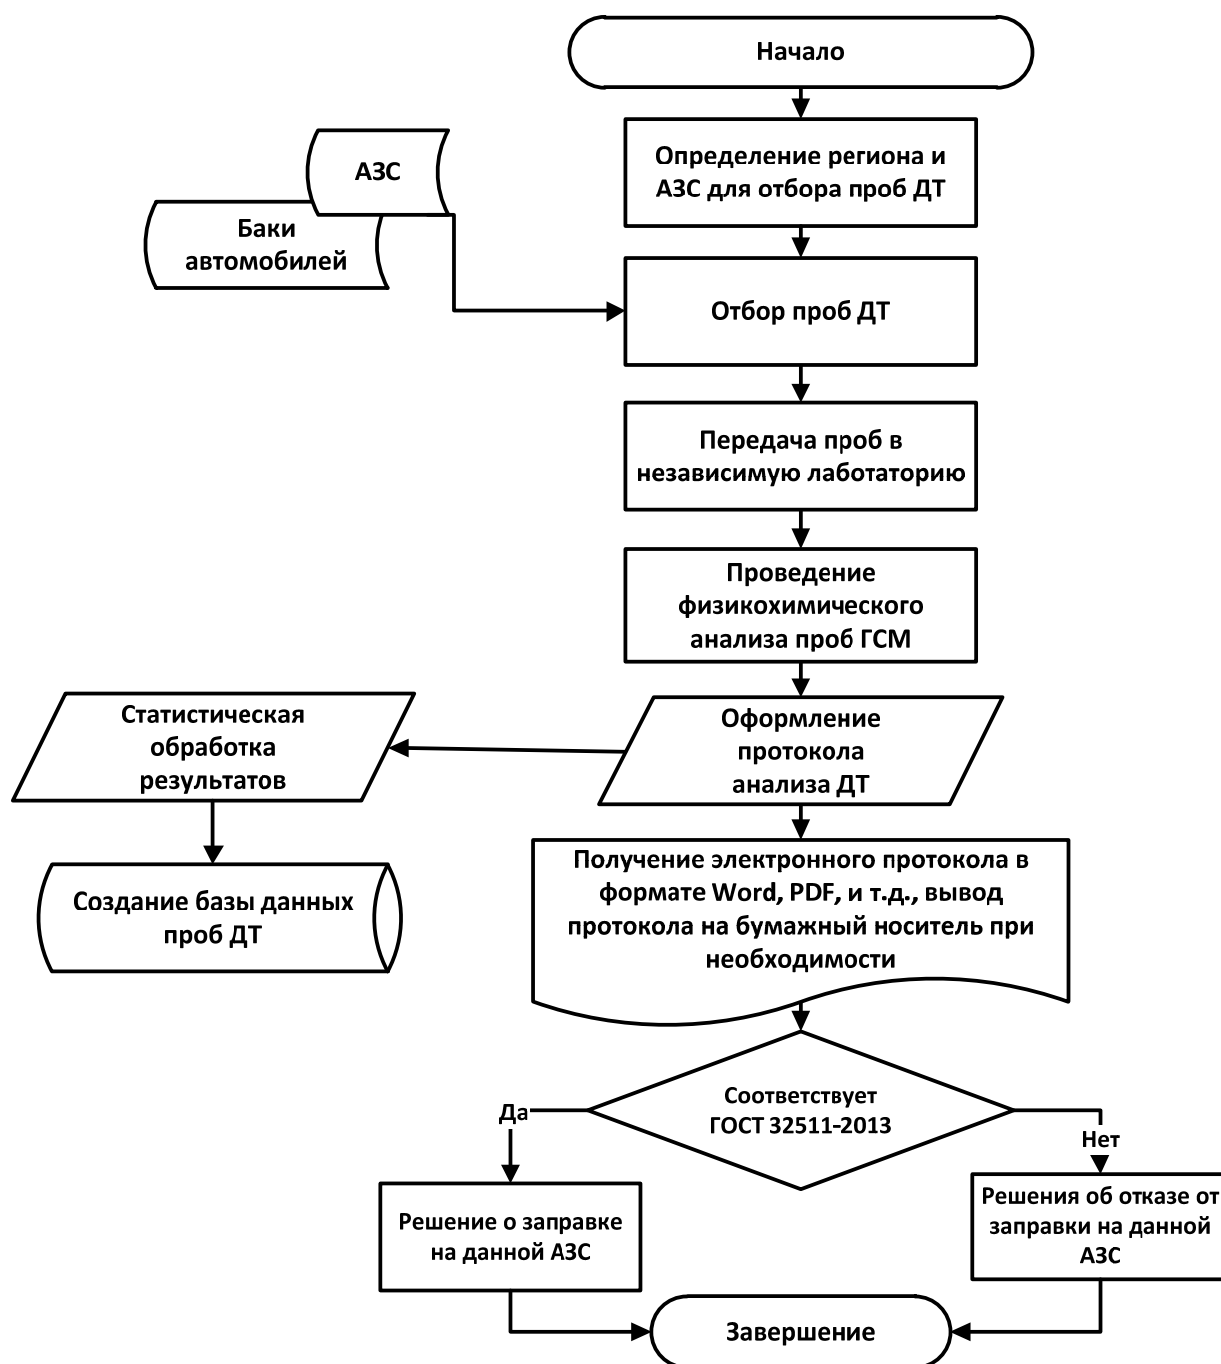 Начало
Определение региона и
АЗС для отбора проб ДТ
АЗС
Баки
автомобилей
Отбор проб ДТ
Передача проб в
независимую лаботаторию
Проведение
физикохимического
анализа проб ГСМ
Оформление
протокола
анализа ДТ
Статистическая
обработка
результатов
Создание базы данных
проб ДТ
Получение электронного протокола в
формате Word, PDF, и т.д., вывод
протокола на бумажный носитель при
необходимости
Соответствует
ГОСТ 32511-2013
Да
Нет
Решение о заправке
на данной АЗС
Решения об отказе от
заправки на данной
АЗС
Завершение